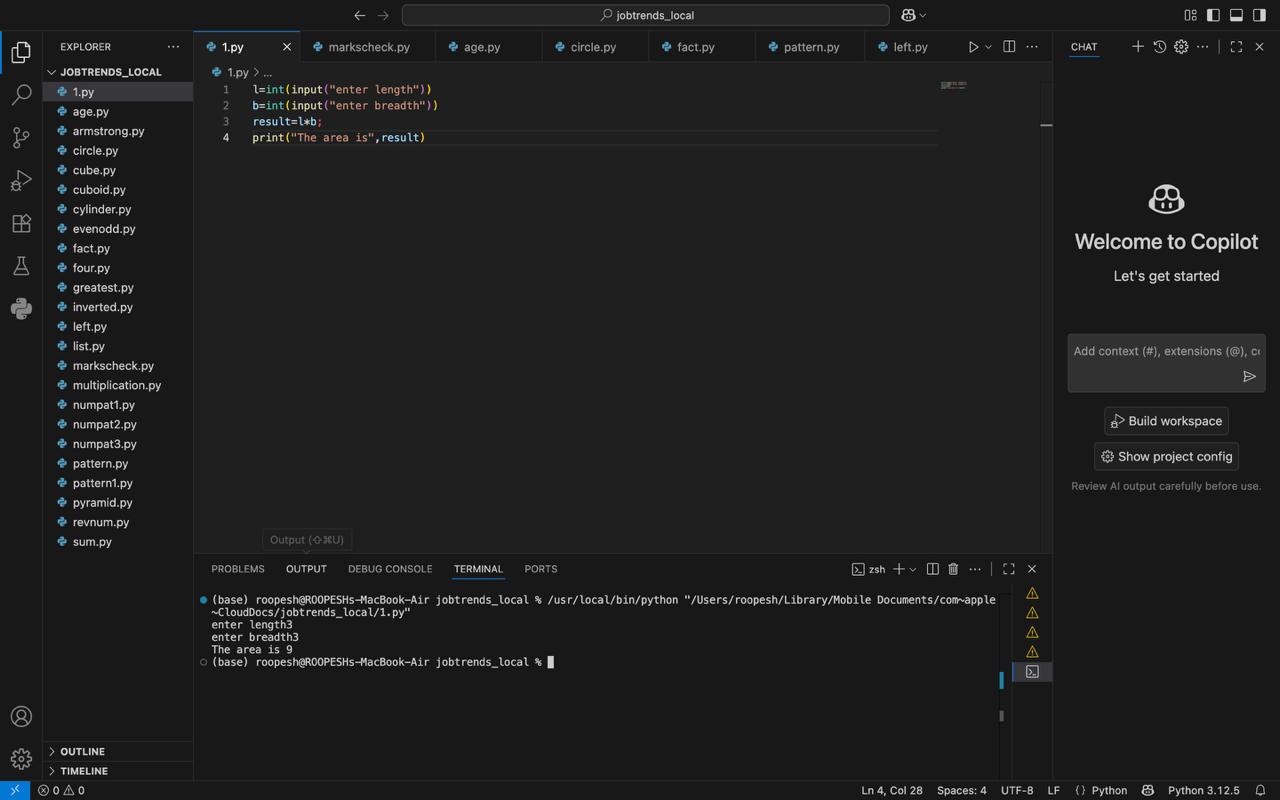 jobtrends_local
EXPLORER
JOBTRENDS_LOCAL
1.py
age.py
armstrong.py
circle.py
cube.py
cuboid.py
cylinder.py
evenodd.py
fact.py
four.py
greatest.py
inverted.py
left.py
list.py
markscheck.py
multiplication.py
numpat1.py
numpat2.py
numpat3.py
pattern.py
pattern1.py
pyramid.py
revnum.py
sum.py
OUTLINE
TIMELINE
1.py markscheck.py age.py circle.py fact.py pattern.py left.py
1.py > ...
1 l=int(input("enter length"))
2 b=int(input("enter breadth"))
3 result=l*b;
4 print("The area is",result)
Output (⇧⌘U)
PROBLEMS OUTPUT DEBUG CONSOLE TERMINAL PORTS
zsh
(base) roopesh@ROOPESHs-MacBook-Air jobtrends_local % /usr/local/bin/python "/Users/roopesh/Library/Mobile Documents/com~apple
~CloudDocs/jobtrends_local/1.py"
enter length3
enter breadth3
The area is 9
(base) roopesh@ROOPESHs-MacBook-Air jobtrends_local %
CHAT
Welcome to Copilot
Let's get started
Add context (#), extensions (@), c
Build workspace
Show project config
Review AI output carefully before use.
0 0
Ln 4, Col 28 Spaces: 4 UTF-8 LF {} Python Python 3.12.5